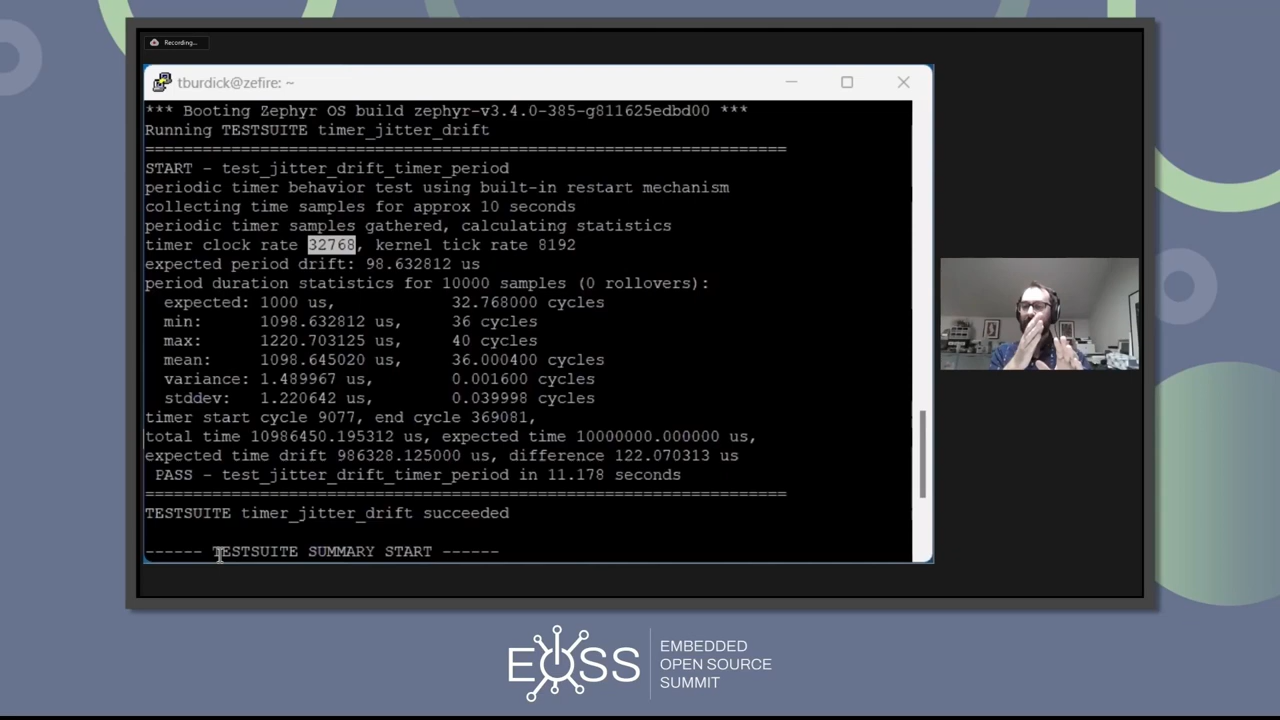 Recording...
tburdick@zefire: ~
*** Booting Zephyr OS build zephyr-v3.4.0-385-g811625edbd00 ***
Running TESTSUITE timer_jitter_drift
===================================================================
START - test_jitter_drift_timer_period
periodic timer behavior test using built-in restart mechanism
collecting time samples for approx 10 seconds
periodic timer samples gathered, calculating statistics
timer clock rate 32768, kernel tick rate 8192
expected period drift: 98.632812 us
period duration statistics for 10000 samples (0 rollovers):
  expected: 1000 us,            32.768000 cycles
  min:      1098.632812 us,     36 cycles
  max:      1220.703125 us,     40 cycles
  mean:     1098.645020 us,     36.000400 cycles
  variance: 1.489967 us,        0.001600 cycles
  stddev:   1.220642 us,        0.039998 cycles
timer start cycle 9077, end cycle 369081,
total time 10986450.195312 us, expected time 10000000.000000 us,
expected time drift 986328.125000 us, difference 122.070313 us
 PASS - test_jitter_drift_timer_period in 11.178 seconds
===================================================================
TESTSUITE timer_jitter_drift succeeded
------ TESTSUITE SUMMARY START ------
EOSS
EMBEDDED
OPEN SOURCE
SUMMIT